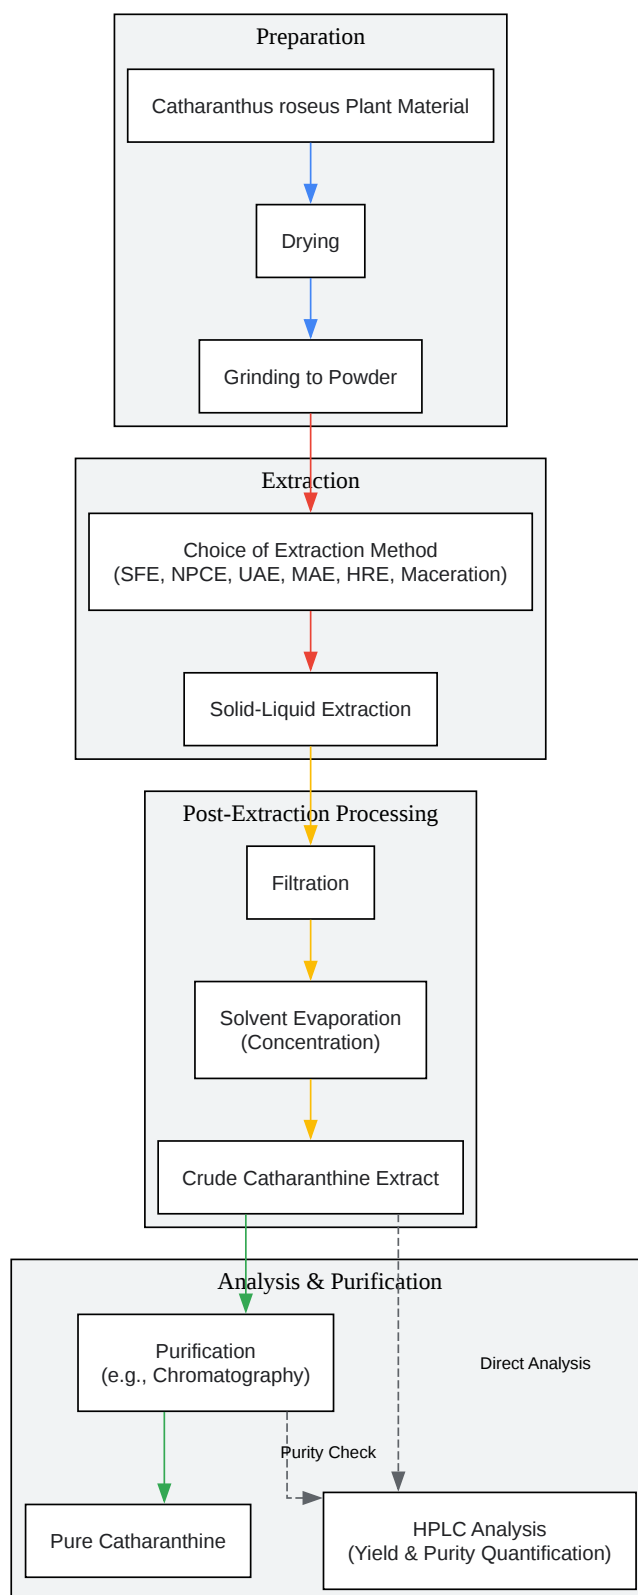 Preparation
Catharanthus roseus Plant Material
Drying
Grinding to Powder
Extraction
Choice of Extraction Method
(SFE, NPCE, UAE, MAE, HRE, Maceration)
Solid-Liquid Extraction
Post-Extraction Processing
Filtration
Solvent Evaporation
(Concentration)
Crude Catharanthine Extract
Analysis & Purification
Purification
(e.g., Chromatography)
Direct Analysis
Purity Check
Pure Catharanthine
HPLC Analysis
(Yield & Purity Quantification)